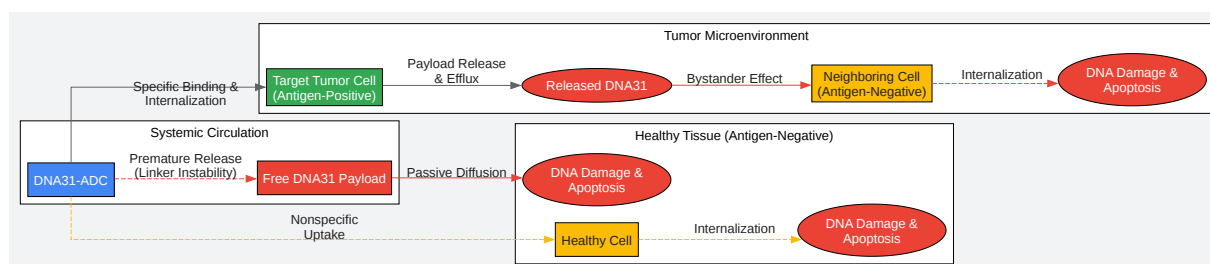 Tumor Microenvironment
Specific Binding &
Internalization
Target Tumor Cell
(Antigen-Positive)
Payload Release
& Efflux
Released DNA31
Bystander Effect
Neighboring Cell
(Antigen-Negative)
Internalization
DNA Damage &
Apoptosis
Systemic Circulation
DNA31-ADC
Premature Release
(Linker Instability)
Free DNA31 Payload
Passive Diffusion
Healthy Tissue (Antigen-Negative)
DNA Damage &
Apoptosis
Nonspecific
Uptake
Healthy Cell
Internalization
DNA Damage &
Apoptosis